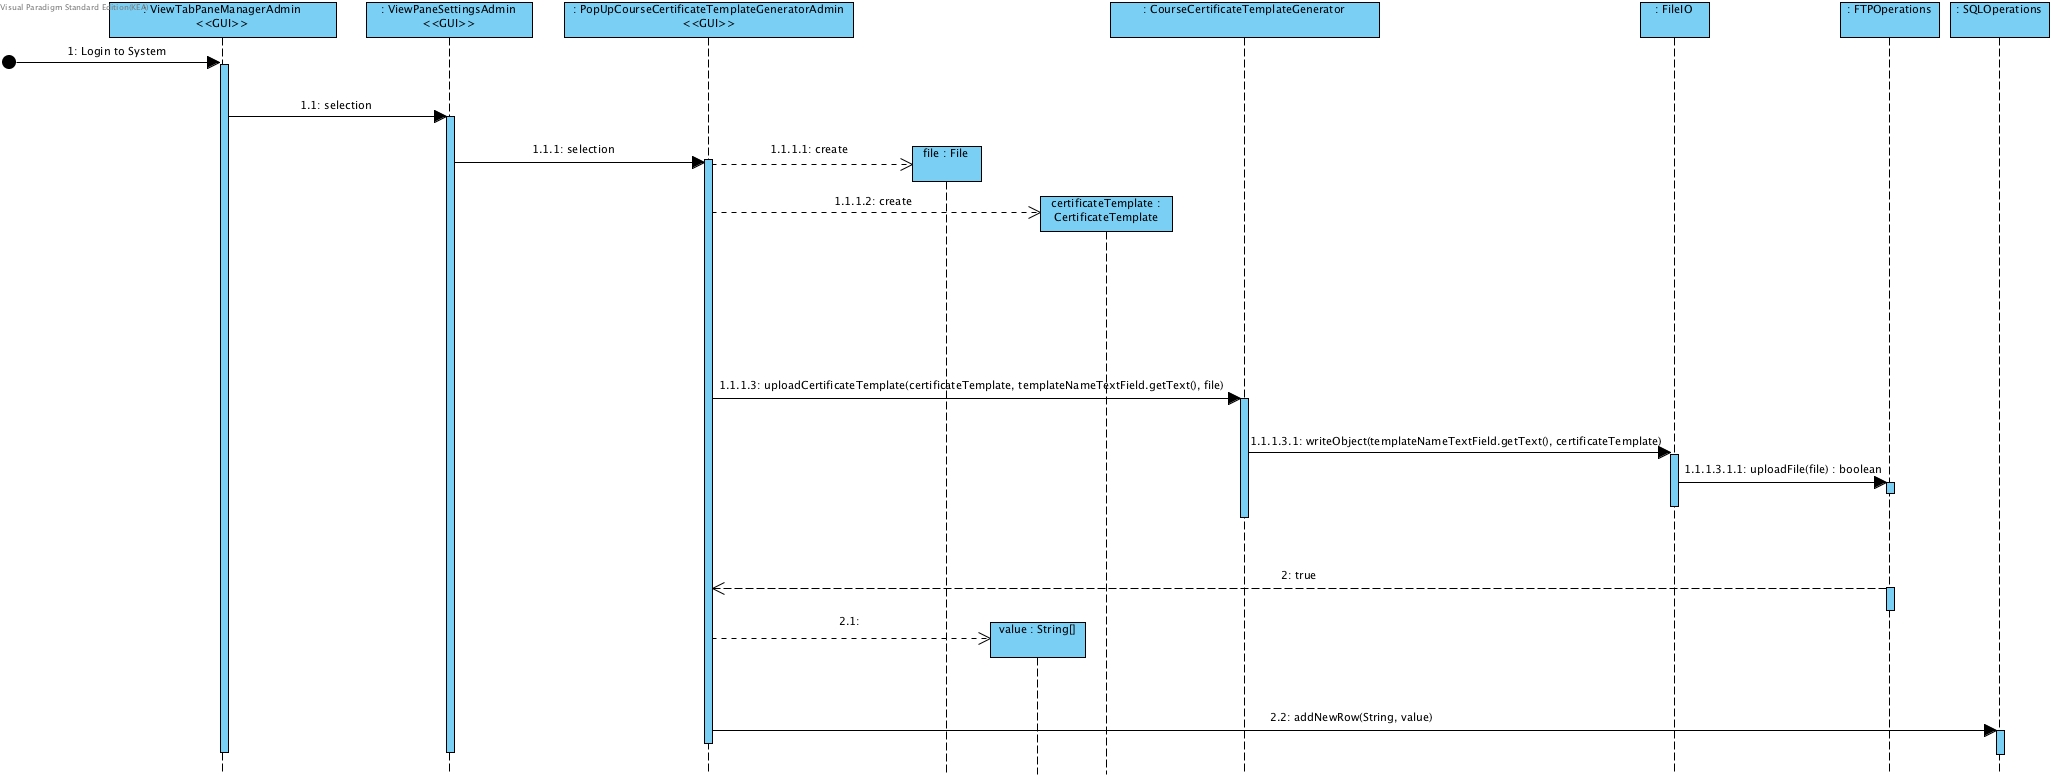 Visual Paradigm Standard Edition(KEA)
: ViewTabPaneManagerAdmin
<<GUI>>
: ViewPaneSettingsAdmin
<<GUI>>
: PopUpCourseCertificateTemplateGeneratorAdmin
<<GUI>>
: CourseCertificateTemplateGenerator
: FileIO
: FTPOperations
: SQLOperations
1: Login to System
1.1: selection
1.1.1: selection
1.1.1.1: create
file : File
1.1.1.2: create
certificateTemplate :
CertificateTemplate
1.1.1.3: uploadCertificateTemplate(certificateTemplate, templateNameTextField.getText(), file)
1.1.1.3.1: writeObject(templateNameTextField.getText(), certificateTemplate)
1.1.1.3.1.1: uploadFile(file) : boolean
2: true
2.1:
value : String[]
2.2: addNewRow(String, value)